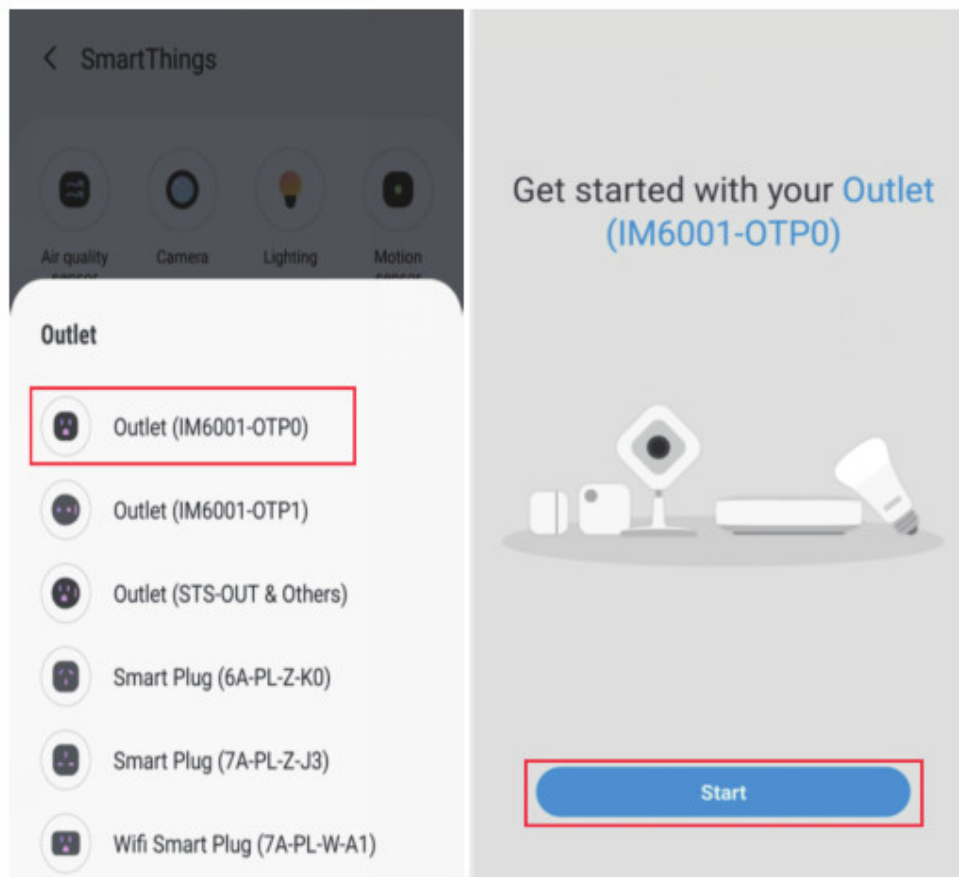 SmartThings
Air quality
sensor
Camera
Lighting
Motion
sensor
Outlet
Outlet (IM6001-OTP0)
Outlet (IM6001-OTP1)
Outlet (STS-OUT & Others)
Smart Plug (6A-PL-Z-K0)
Smart Plug (7A-PL-Z-J3)
Wifi Smart Plug (7A-PL-W-A1)
Get started with your Outlet
(IM6001-OTP0)
Start